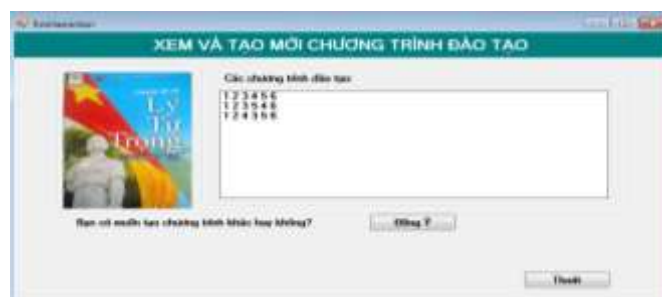 XEM VÀ TẠO MỚI CHƯƠNG TRÌNH ĐÀO TẠO
Các chương trình đào tạo
Lý
Tự
Trọng
1 2 3 4 5 6
1 2 3 5 4 6
1 2 4 3 5 6
Bạn có muốn tạo chương trình khác hay không?
Đồng Ý
Thoát